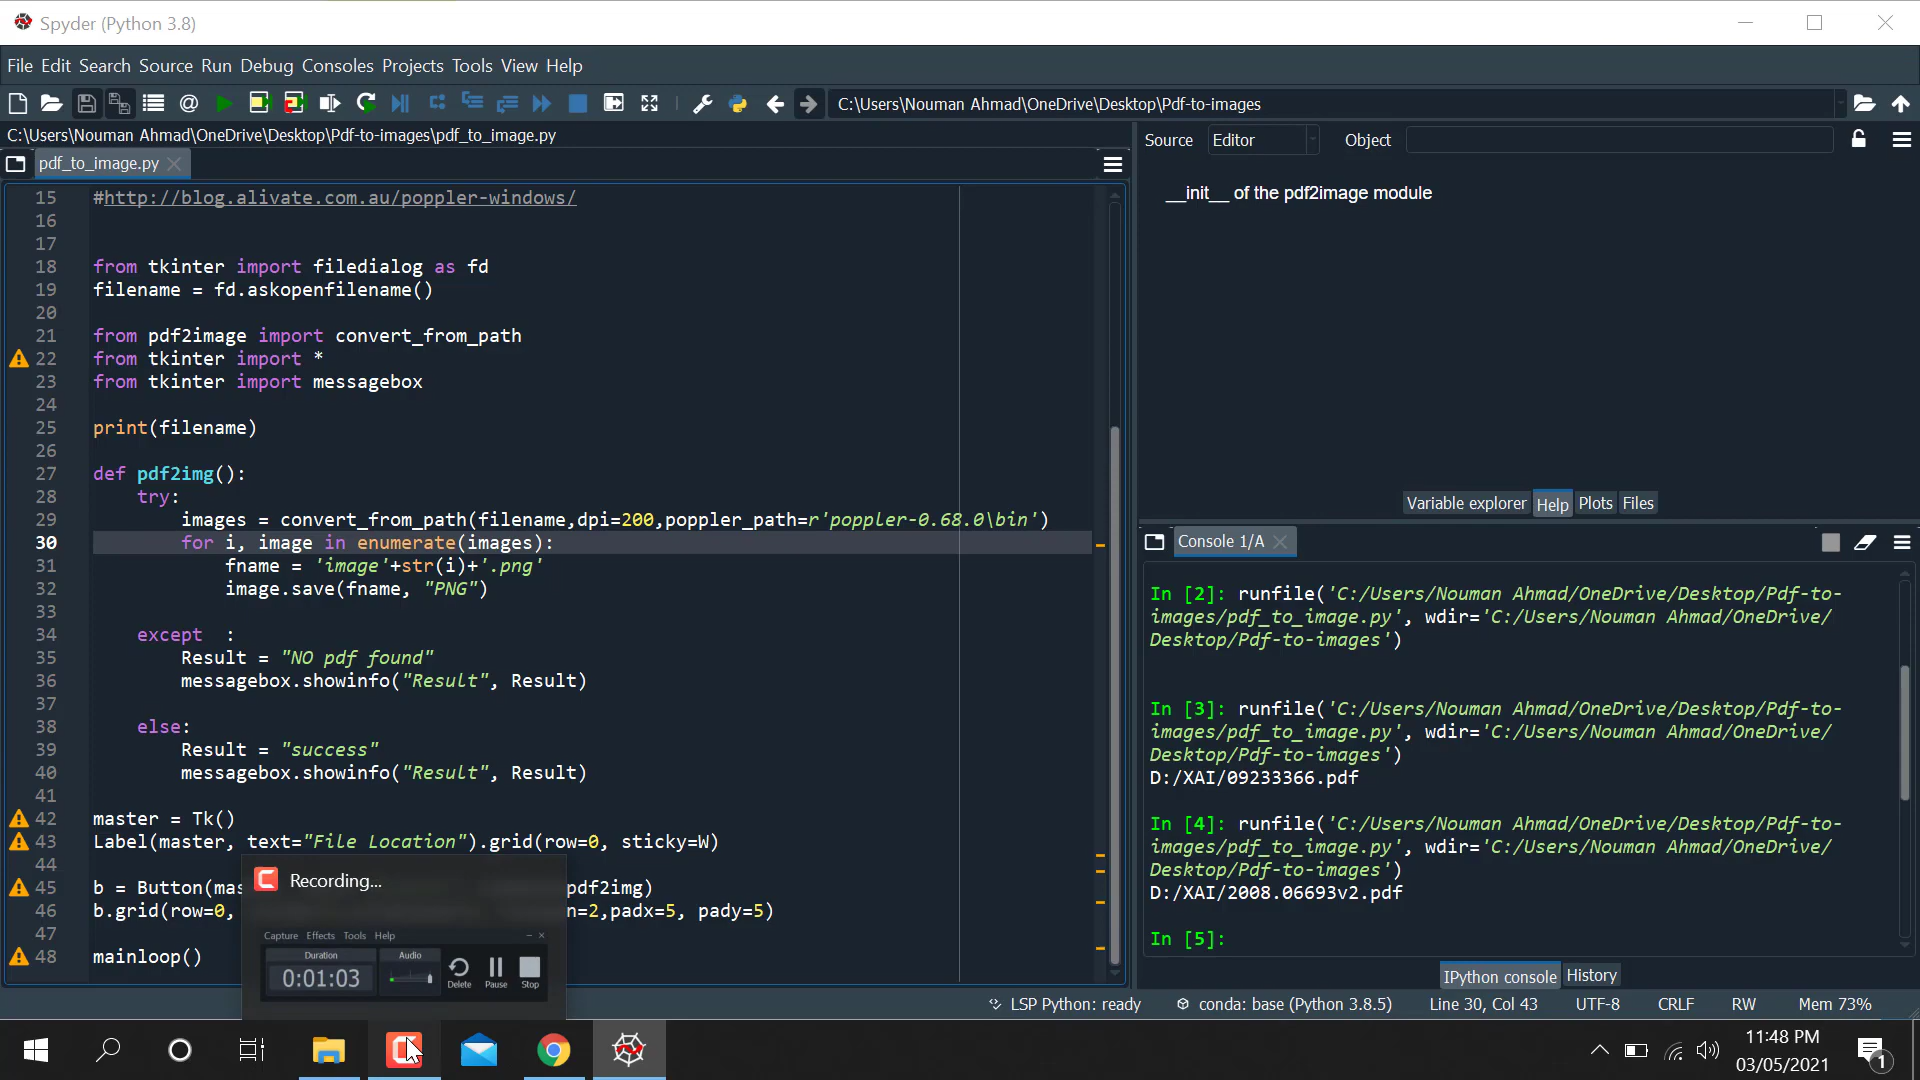 Spyder (Python 3.8)
File Edit Search Source Run Debug Consoles Projects Tools View Help
C:\Users\Nouman Ahmad\OneDrive\Desktop\Pdf-to-images
C:\Users\Nouman Ahmad\OneDrive\Desktop\Pdf-to-images\pdf_to_image.py
pdf_to_image.py
15 #http://blog.alivate.com.au/poppler-windows/
16
17
18 from tkinter import filedialog as fd
19 filename = fd.askopenfilename()
20
21 from pdf2image import convert_from_path
22 from tkinter import *
23 from tkinter import messagebox
24
25 print(filename)
26
27 def pdf2img():
28 try:
29 images = convert_from_path(filename,dpi=200,poppler_path=r'poppler-0.68.0\bin')
30 for i, image in enumerate(images):
31 fname = 'image'+str(i)+'.png'
32 image.save(fname, "PNG")
33
34 except  :
35 Result = "NO pdf found"
36 messagebox.showinfo("Result", Result)
37
38 else:
39 Result = "success"
40 messagebox.showinfo("Result", Result)
41
42 master = Tk()
43 Label(master, text="File Location").grid(row=0, sticky=W)
44
45 b = Button(mas pdf2img)
46 b.grid(row=0, n=2,padx=5, pady=5)
47
48 mainloop()
Recording...
Capture Effects Tools Help
Duration
0:01:03
Audio
Delete Pause Stop
Source Editor Object
__init__ of the pdf2image module
Variable explorer Help Plots Files
Console 1/A
In [2]: runfile('C:/Users/Nouman Ahmad/OneDrive/Desktop/Pdf-to-
images/pdf_to_image.py', wdir='C:/Users/Nouman Ahmad/OneDrive/
Desktop/Pdf-to-images')
In [3]: runfile('C:/Users/Nouman Ahmad/OneDrive/Desktop/Pdf-to-
images/pdf_to_image.py', wdir='C:/Users/Nouman Ahmad/OneDrive/
Desktop/Pdf-to-images')
D:/XAI/09233366.pdf
In [4]: runfile('C:/Users/Nouman Ahmad/OneDrive/Desktop/Pdf-to-
images/pdf_to_image.py', wdir='C:/Users/Nouman Ahmad/OneDrive/
Desktop/Pdf-to-images')
D:/XAI/2008.06693v2.pdf
In [5]:
IPython console History
LSP Python: ready conda: base (Python 3.8.5) Line 30, Col 43 UTF-8 CRLF RW Mem 73%
11:48 PM
03/05/2021
1